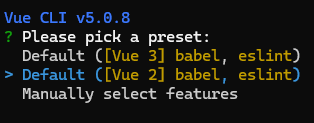 Vue CLI v5.0.8
? Please pick a preset:
Default ([Vue 3] babel, eslint)
> Default ([Vue 2] babel, eslint)
Manually select features